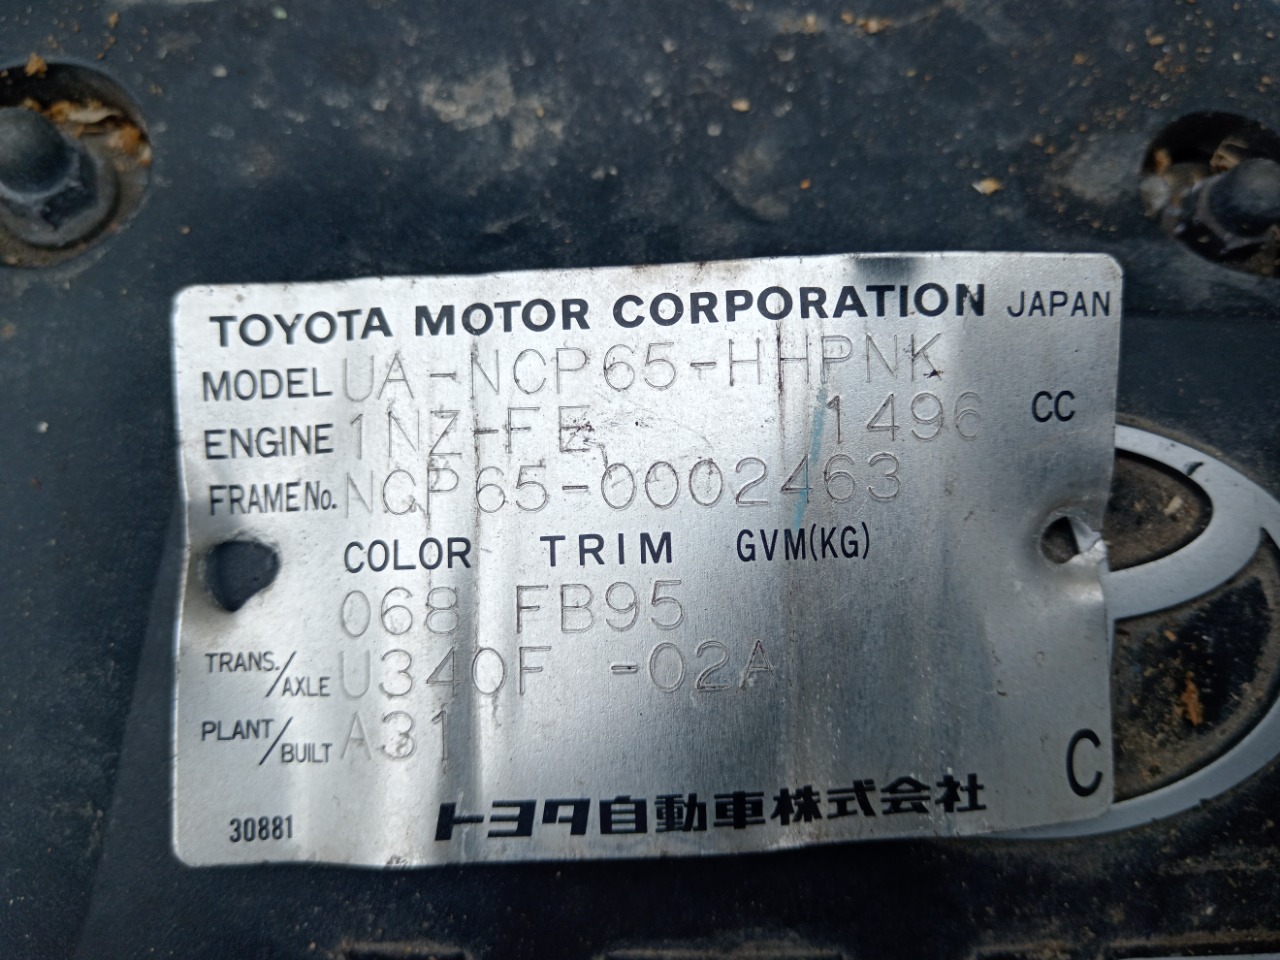 TOYOTA MOTOR CORPORATION JAPAN
MODEL UA-NCP65-HHPNK
ENGINE 1NZ-FE 1496 CC
FRAME No. NCP65-0002463
COLOR TRIM GVM(KG)
068 FB95
TRANS./AXLE U340F -02A
PLANT/BUILT A31
C
30881 トヨタ自動車株式会社